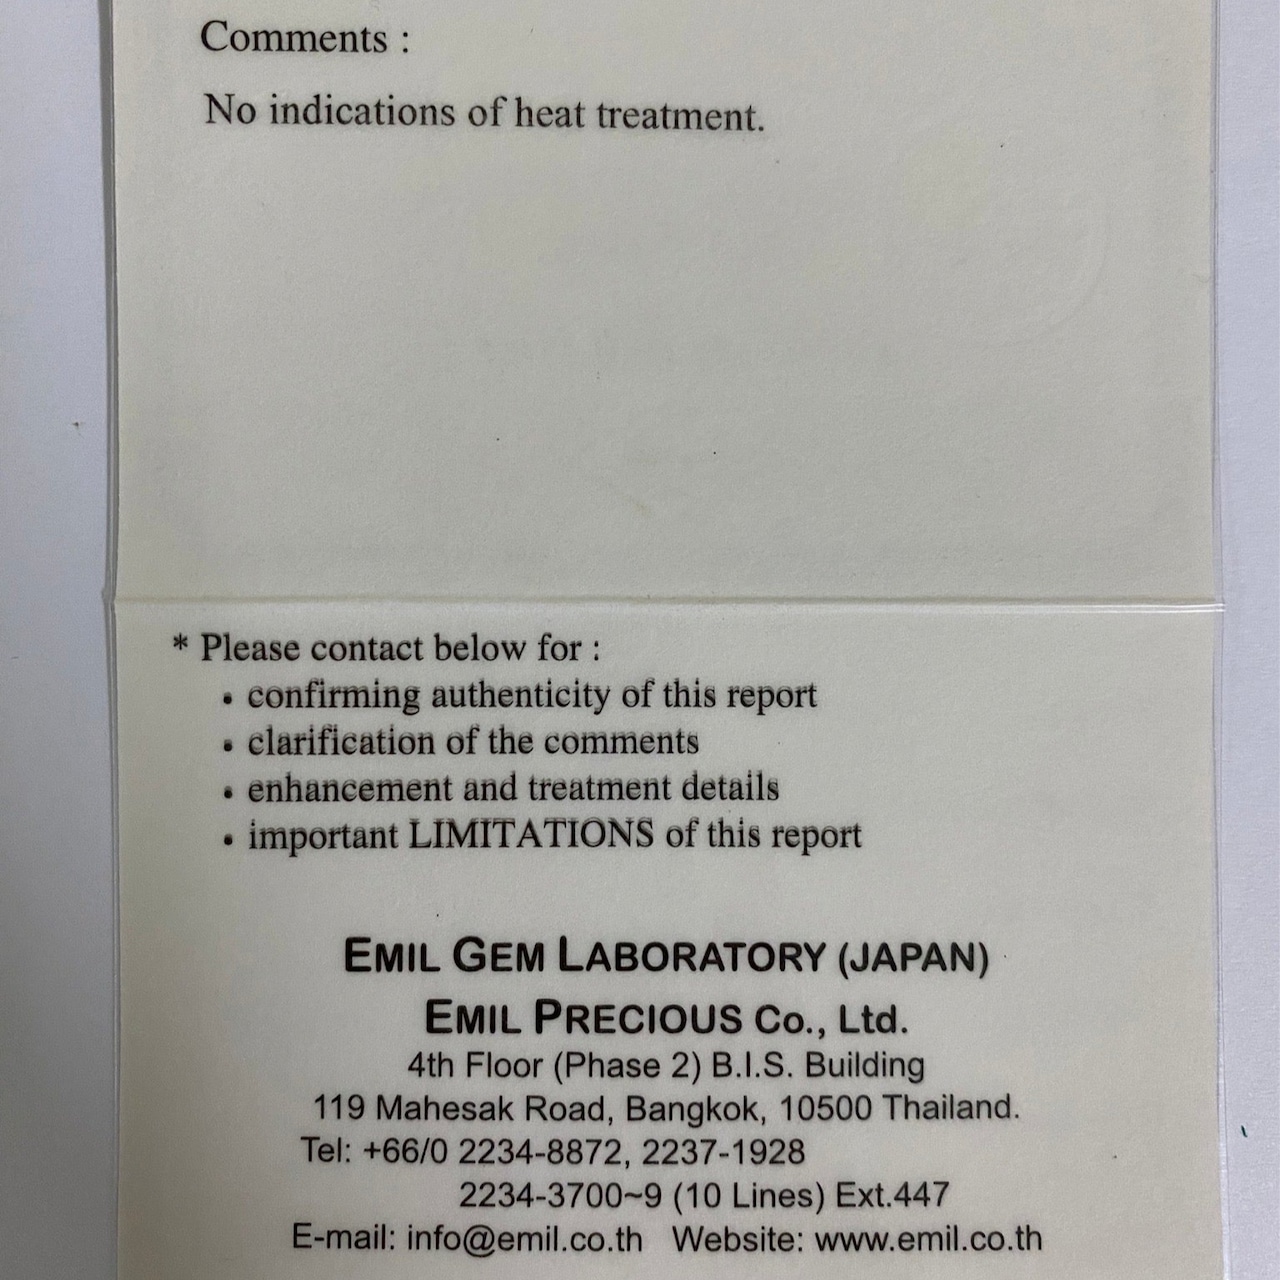 Comments :
No indications of heat treatment.
* Please contact below for :
• confirming authenticity of this report
• clarification of the comments
• enhancement and treatment details
• important LIMITATIONS of this report
EMIL GEM LABORATORY (JAPAN)
EMIL PRECIOUS Co., Ltd.
4th Floor (Phase 2) B.I.S. Building
119 Mahesak Road, Bangkok, 10500 Thailand.
Tel: +66/0 2234-8872, 2237-1928
2234-3700~9 (10 Lines) Ext.447
E-mail: info@emil.co.th Website: www.emil.co.th